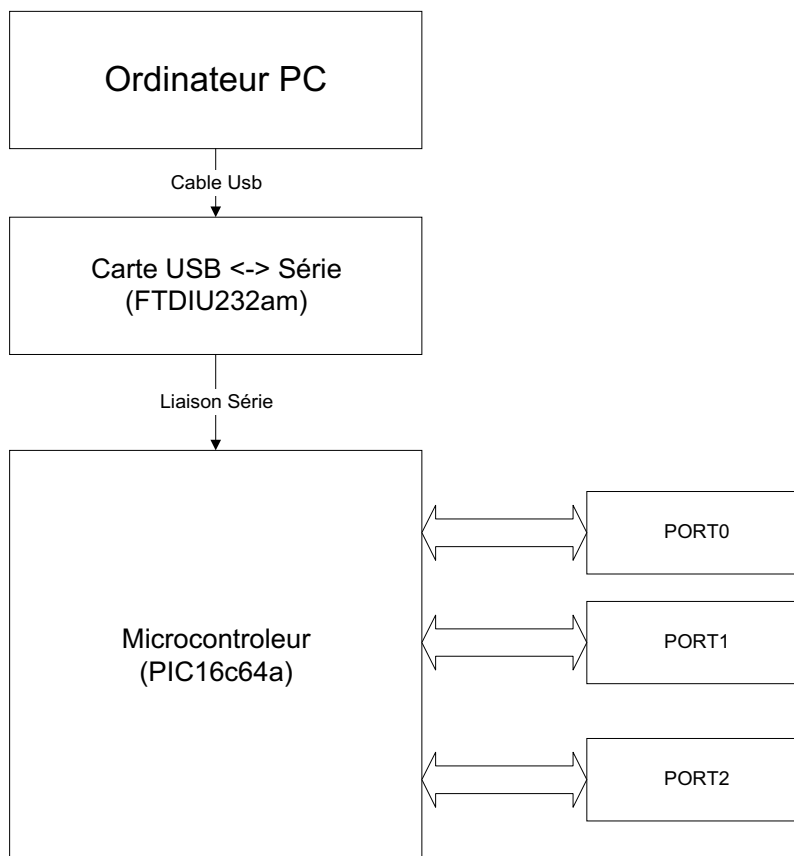 Ordinateur PC
Cable Usb
Carte USB <-> Série
(FTDIU232am)
Liaison Série
Microcontroleur
(PIC16c64a)
PORT0
PORT1
PORT2